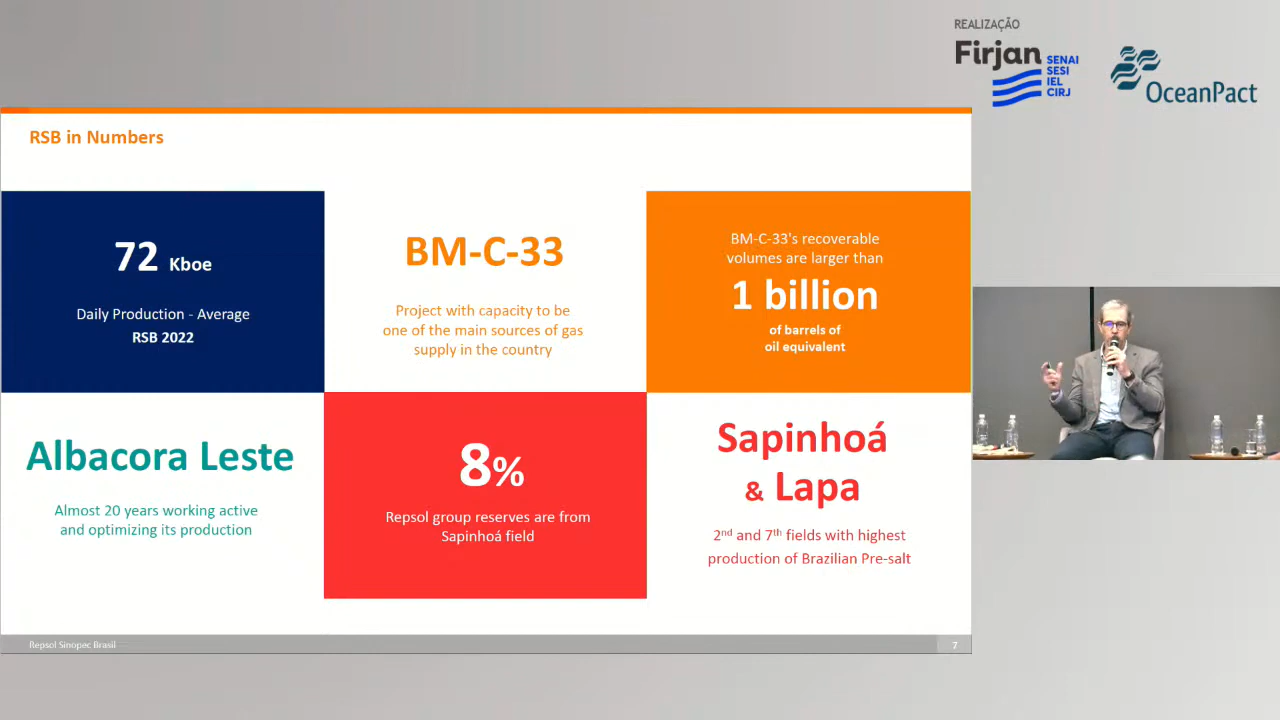 REALIZAÇÃO
Firjan
SENAI
SESI
IEL
CIRJ
OceanPact
RSB in Numbers
72 Kboe
Daily Production - Average
RSB 2022
BM-C-33
Project with capacity to be
one of the main sources of gas
supply in the country
BM-C-33's recoverable
volumes are larger than
1 billion
of barrels of
oil equivalent
Albacora Leste
Almost 20 years working active
and optimizing its production
8%
Repsol group reserves are from
Sapinhoá field
Sapinhoá
& Lapa
2nd and 7th fields with highest
production of Brazilian Pre-salt
Repsol Sinopec Brasil
7